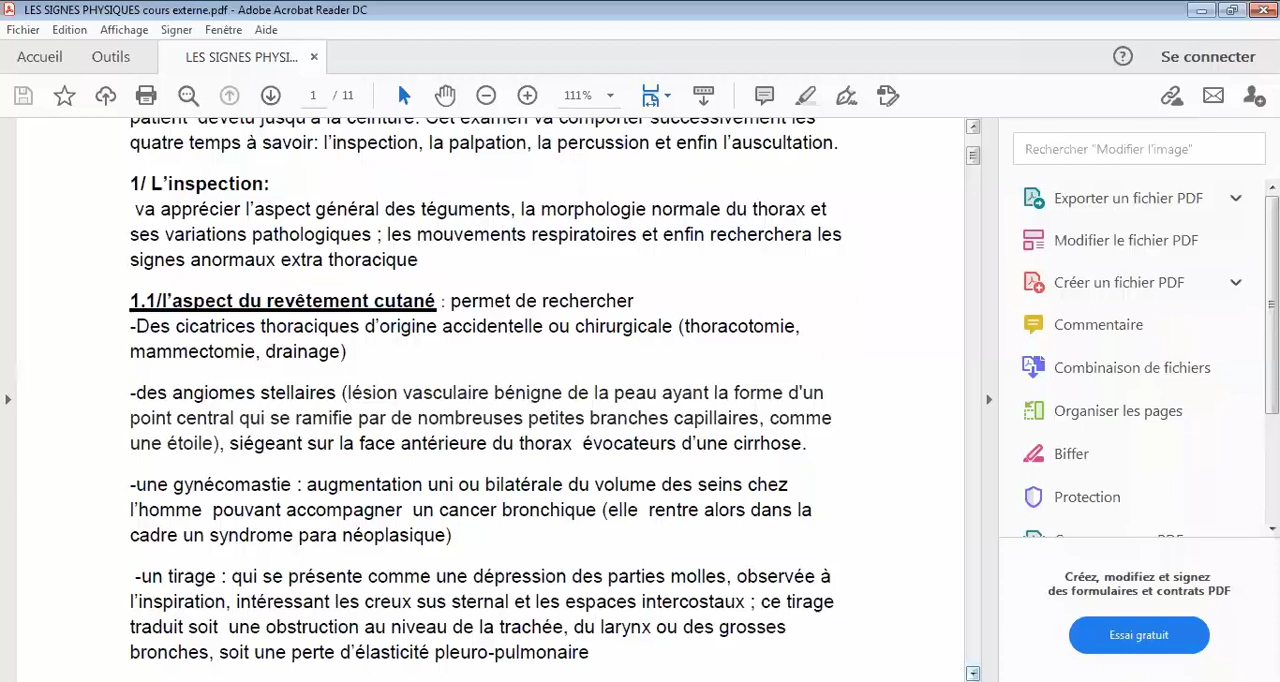 LES SIGNES PHYSIQUES cours externe.pdf - Adobe Acrobat Reader DC
Fichier Edition Affichage Signer Fenêtre Aide
Accueil Outils LES SIGNES PHYSI... × Se connecter
1 / 11 111%
patient devêtu jusqu'à la ceinture. Cet examen va comporter successivement les
quatre temps à savoir: l’inspection, la palpation, la percussion et enfin l’auscultation.
1/ L’inspection:
va apprécier l’aspect général des téguments, la morphologie normale du thorax et
ses variations pathologiques ; les mouvements respiratoires et enfin recherchera les
signes anormaux extra thoracique
1.1/l’aspect du revêtement cutané : permet de rechercher
-Des cicatrices thoraciques d’origine accidentelle ou chirurgicale (thoracotomie,
mammectomie, drainage)
-des angiomes stellaires (lésion vasculaire bénigne de la peau ayant la forme d'un
point central qui se ramifie par de nombreuses petites branches capillaires, comme
une étoile), siégeant sur la face antérieure du thorax évocateurs d’une cirrhose.
-une gynécomastie : augmentation uni ou bilatérale du volume des seins chez
l’homme pouvant accompagner un cancer bronchique (elle rentre alors dans la
cadre un syndrome para néoplasique)
-un tirage : qui se présente comme une dépression des parties molles, observée à
l’inspiration, intéressant les creux sus sternal et les espaces intercostaux ; ce tirage
traduit soit une obstruction au niveau de la trachée, du larynx ou des grosses
bronches, soit une perte d’élasticité pleuro-pulmonaire
Rechercher "Modifier l'image"
Exporter un fichier PDF
Modifier le fichier PDF
Créer un fichier PDF
Commentaire
Combinaison de fichiers
Organiser les pages
Biffer
Protection
Créez, modifiez et signez
des formulaires et contrats PDF
Essai gratuit